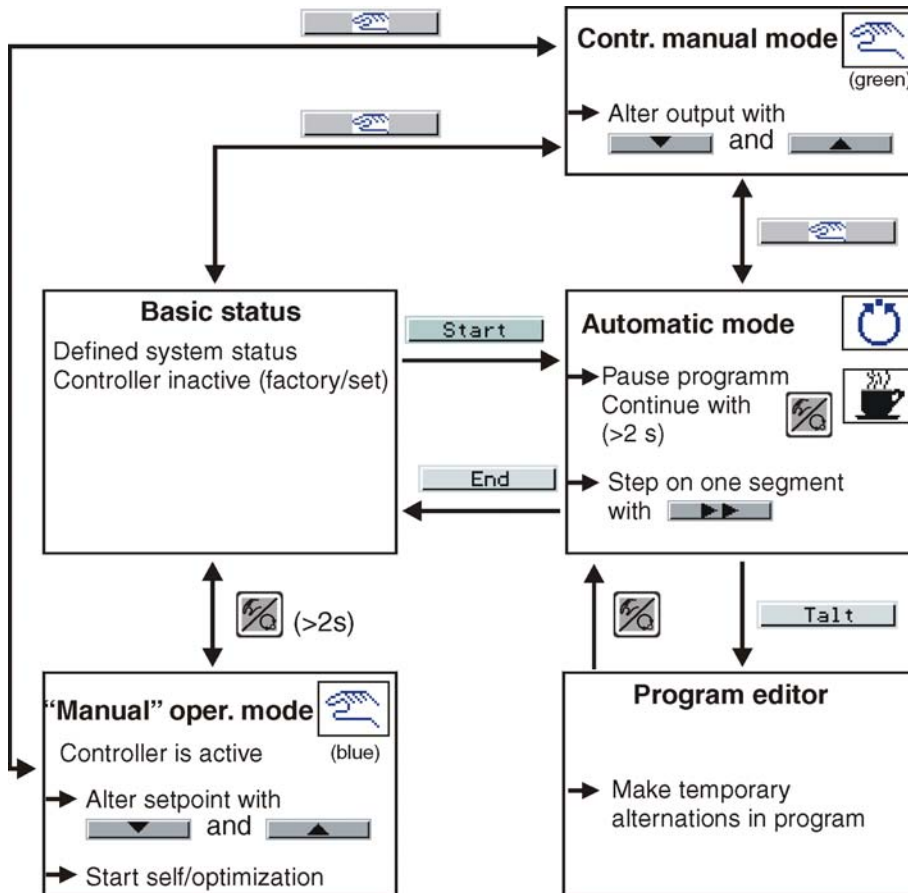 Contr. manual mode
(green)
Alter output with
and
Basic status
Defined system status
Controller inactive (factory/set)
Start
End
Automatic mode
Pause programm
Continue with
(>2 s)
Step on one segment
with
(>2s)
Talt
"Manual" oper. mode
(blue)
Controller is active
Alter setpoint with
and
Start self/optimization
Program editor
Make temporary
alternations in program